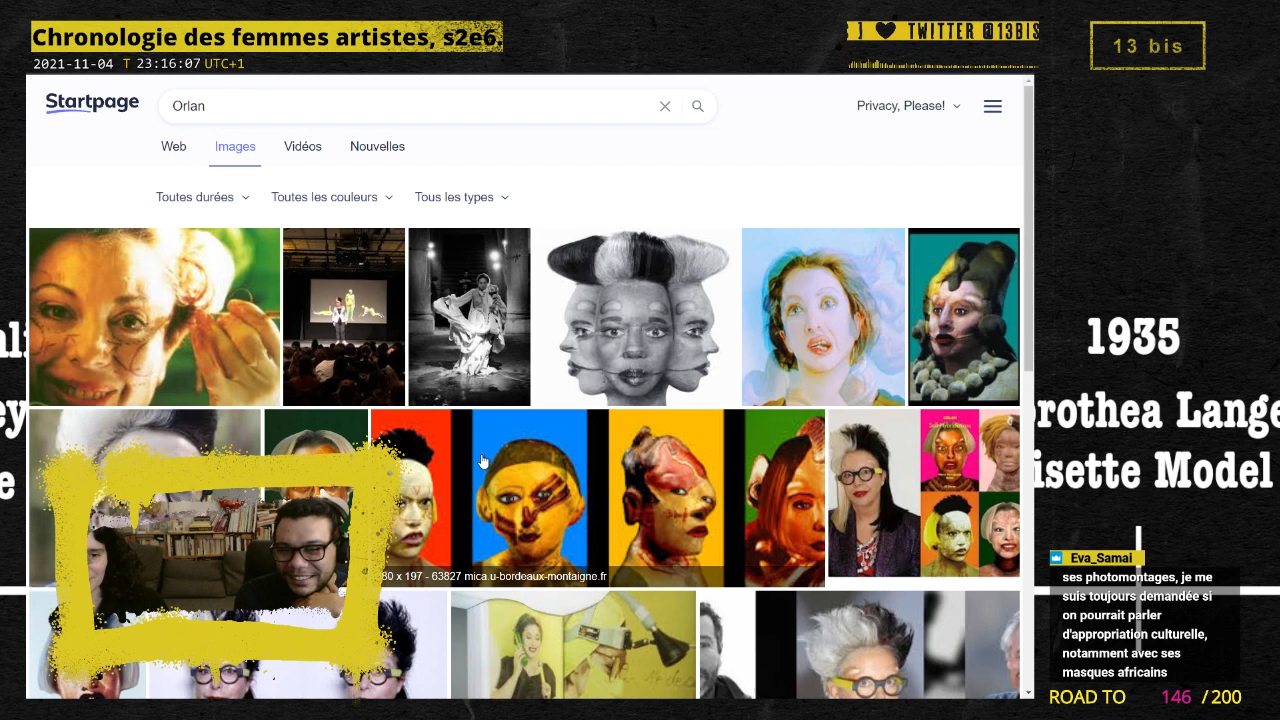 Chronologie des femmes artistes, s2e6.
2021-11-04 T 23:16:07 UTC+1
TWITTER @13BIS
13 bis
Startpage
Orlan
Privacy, Please!
Web
Images
Vidéos
Nouvelles
Toutes durées
Toutes les couleurs
Tous les types
80 x 197 - 63827 mica.u-bordeaux-montaigne.fr
1935
rothea Lange
isette Model
Eva_Samai
ses photomontages, je me
suis toujours demandée si
on pourrait parler
d'appropriation culturelle,
notamment avec ses
masques africains
ROAD TO 146 / 200